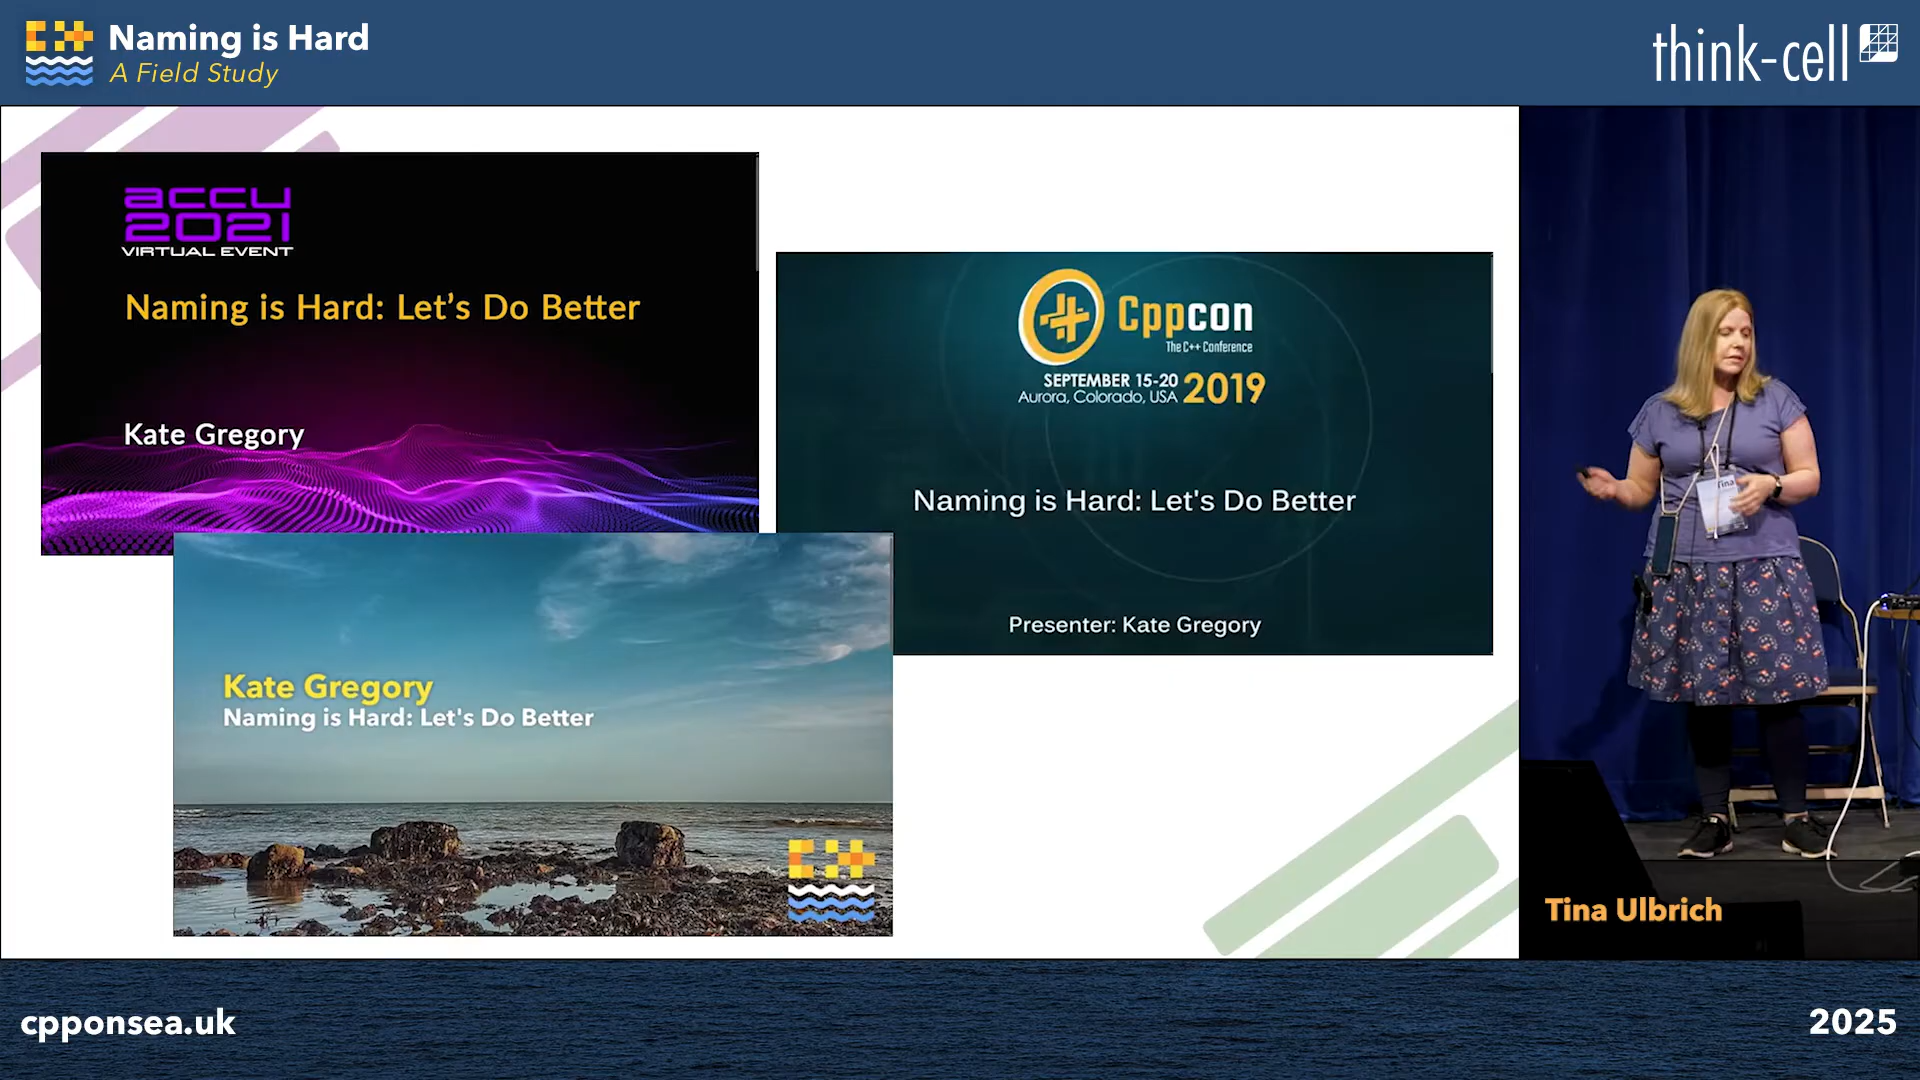 Naming is Hard
A Field Study
think-cell
accu
2021
VIRTUAL EVENT
Naming is Hard: Let's Do Better
Kate Gregory
Cppcon
The C++ Conference
SEPTEMBER 15-20 2019
Aurora, Colorado, USA
Naming is Hard: Let's Do Better
Presenter: Kate Gregory
Kate Gregory
Naming is Hard: Let's Do Better
Tina
Tina Ulbrich
cpponsea.uk
2025